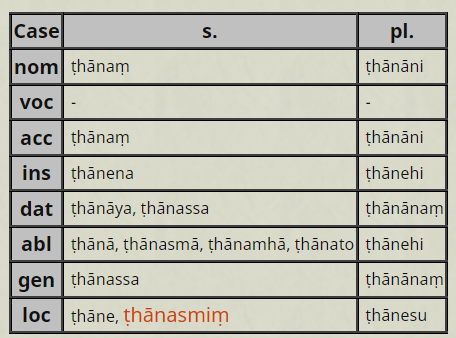 Case s. pl.
nom ṭhānaṃ ṭhānāni
voc - -
acc ṭhānaṃ ṭhānāni
ins ṭhānena ṭhānehi
dat ṭhānāya, ṭhānassa ṭhānānaṃ
abl ṭhānā, ṭhānasmā, ṭhānamhā, ṭhānato ṭhānehi
gen ṭhānassa ṭhānānaṃ
loc ṭhāne, ṭhānasmiṃ ṭhānesu